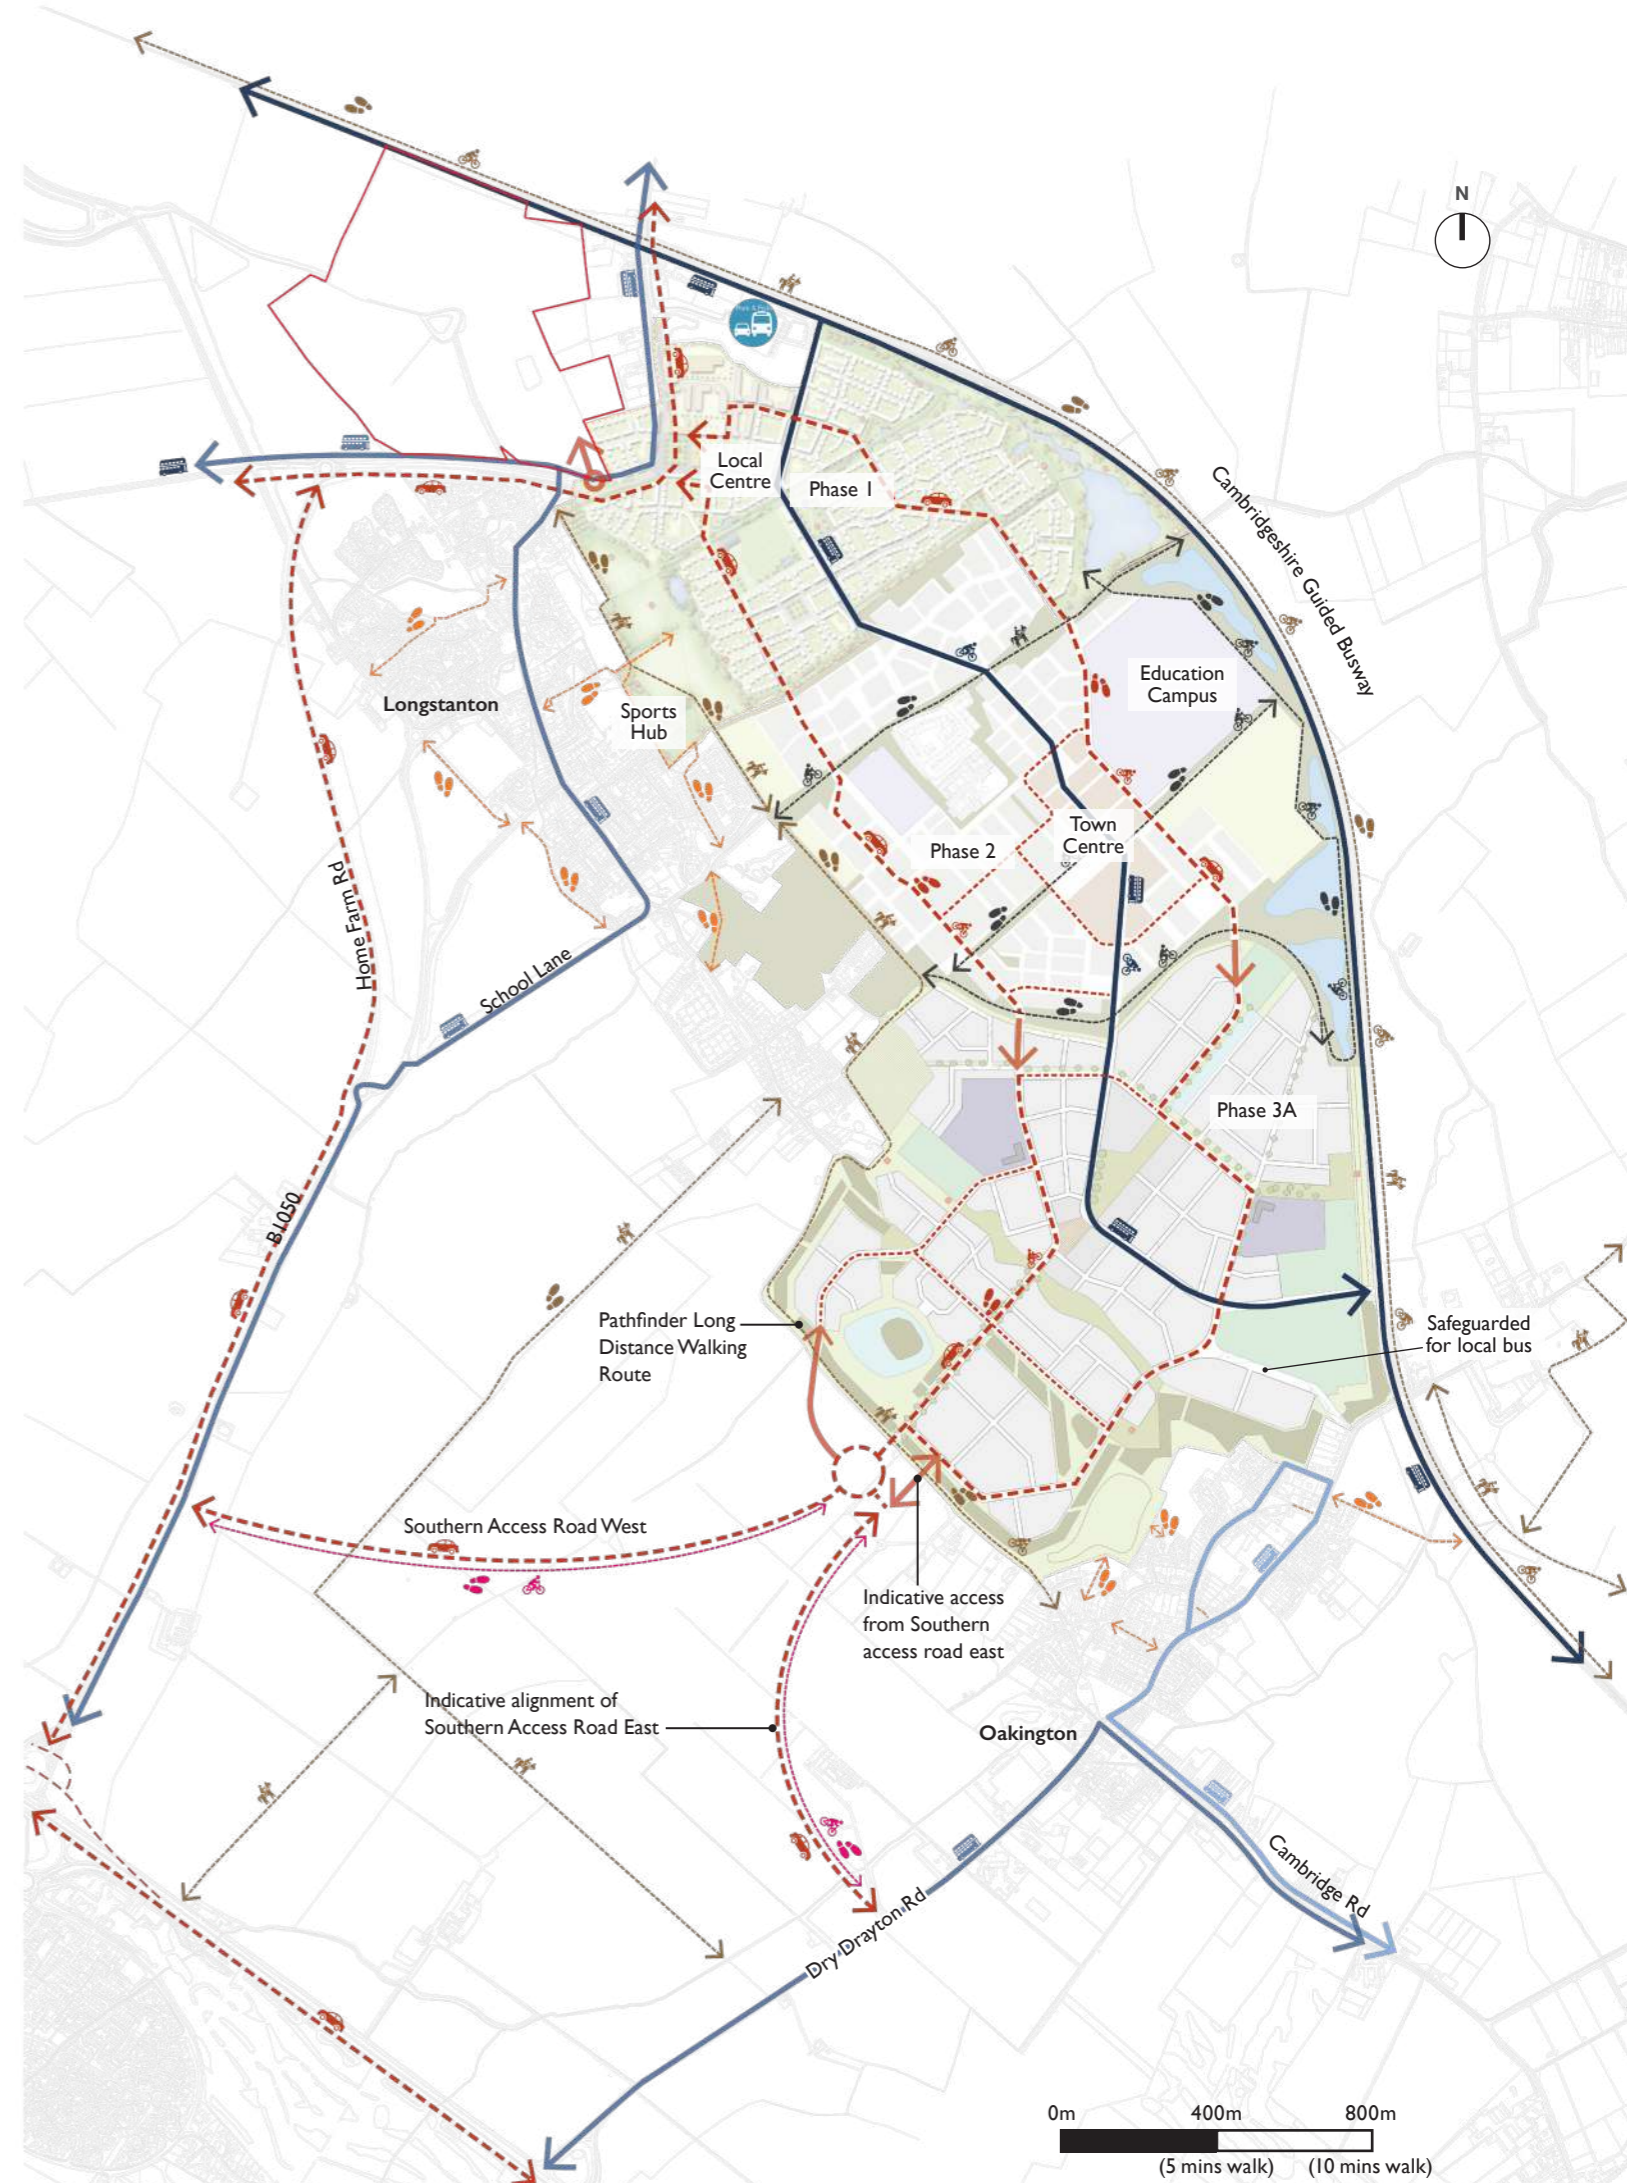 N
Local
Centre
Phase 1
Cambridgeshire Guided Busway
Education
Campus
Longstanton
Sports
Hub
Town
Centre
Phase 2
Home Farm Rd
School Lane
Phase 3A
B1050
Pathfinder Long
Distance Walking
Route
Safeguarded
for local bus
Southern Access Road West
Indicative access
from Southern
access road east
Indicative alignment of
Southern Access Road East
Oakington
Cambridge Rd
Dry Drayton Rd
0m 400m 800m
(5 mins walk) (10 mins walk)